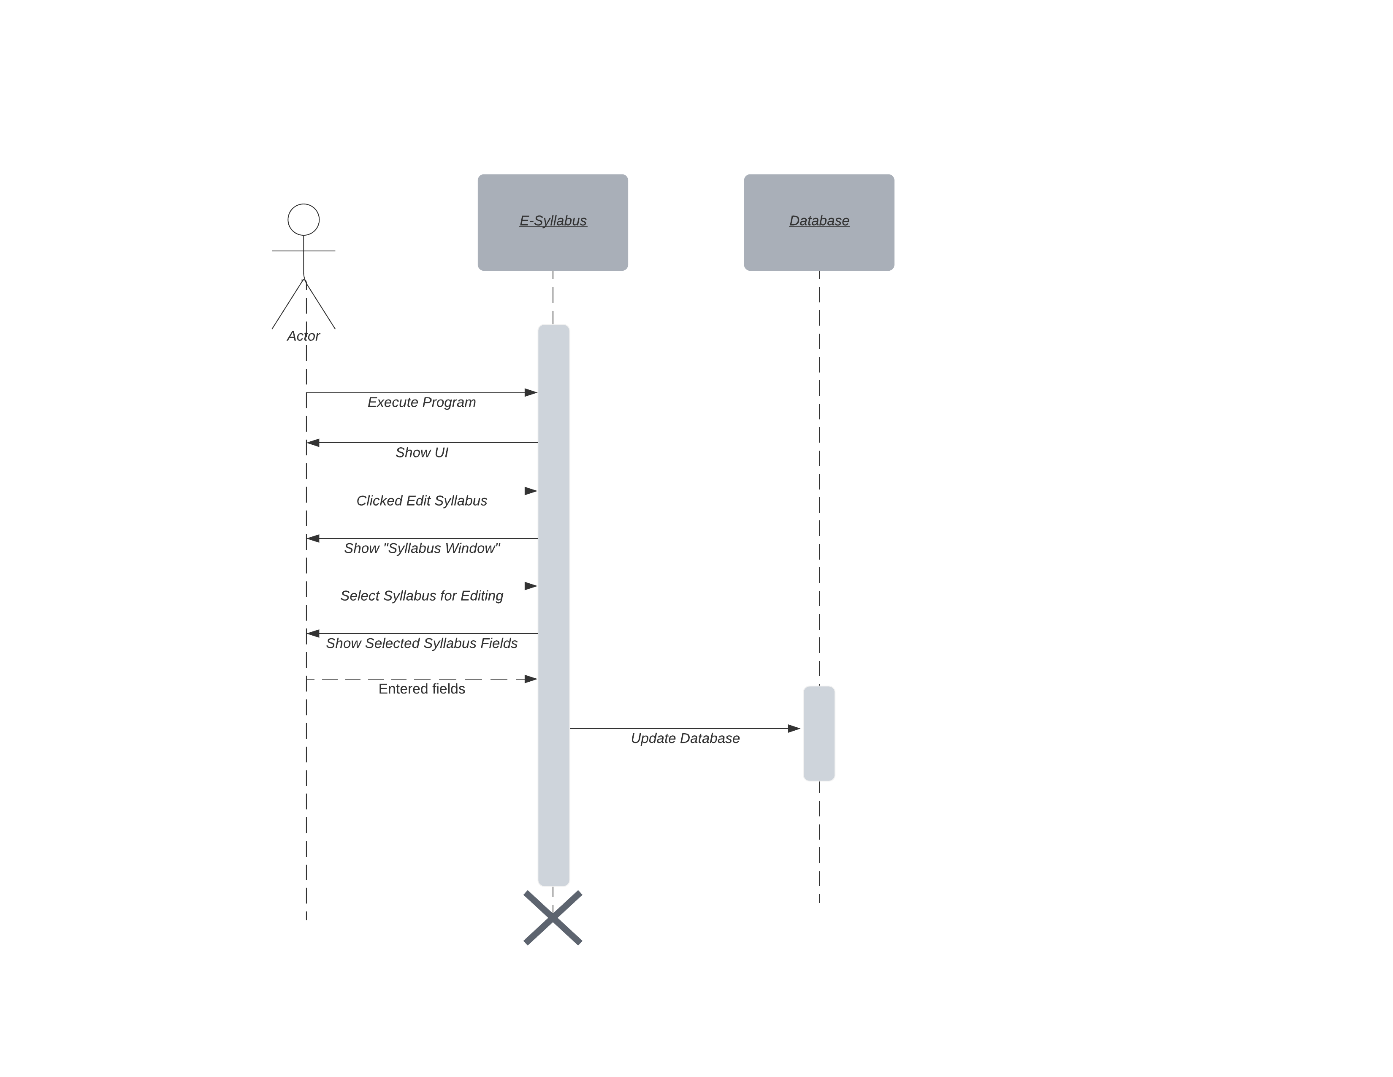 E-Syllabus
Database
Actor
Execute Program
Show UI
Clicked Edit Syllabus
Show "Syllabus Window"
Select Syllabus for Editing
Show Selected Syllabus Fields
Entered fields
Update Database